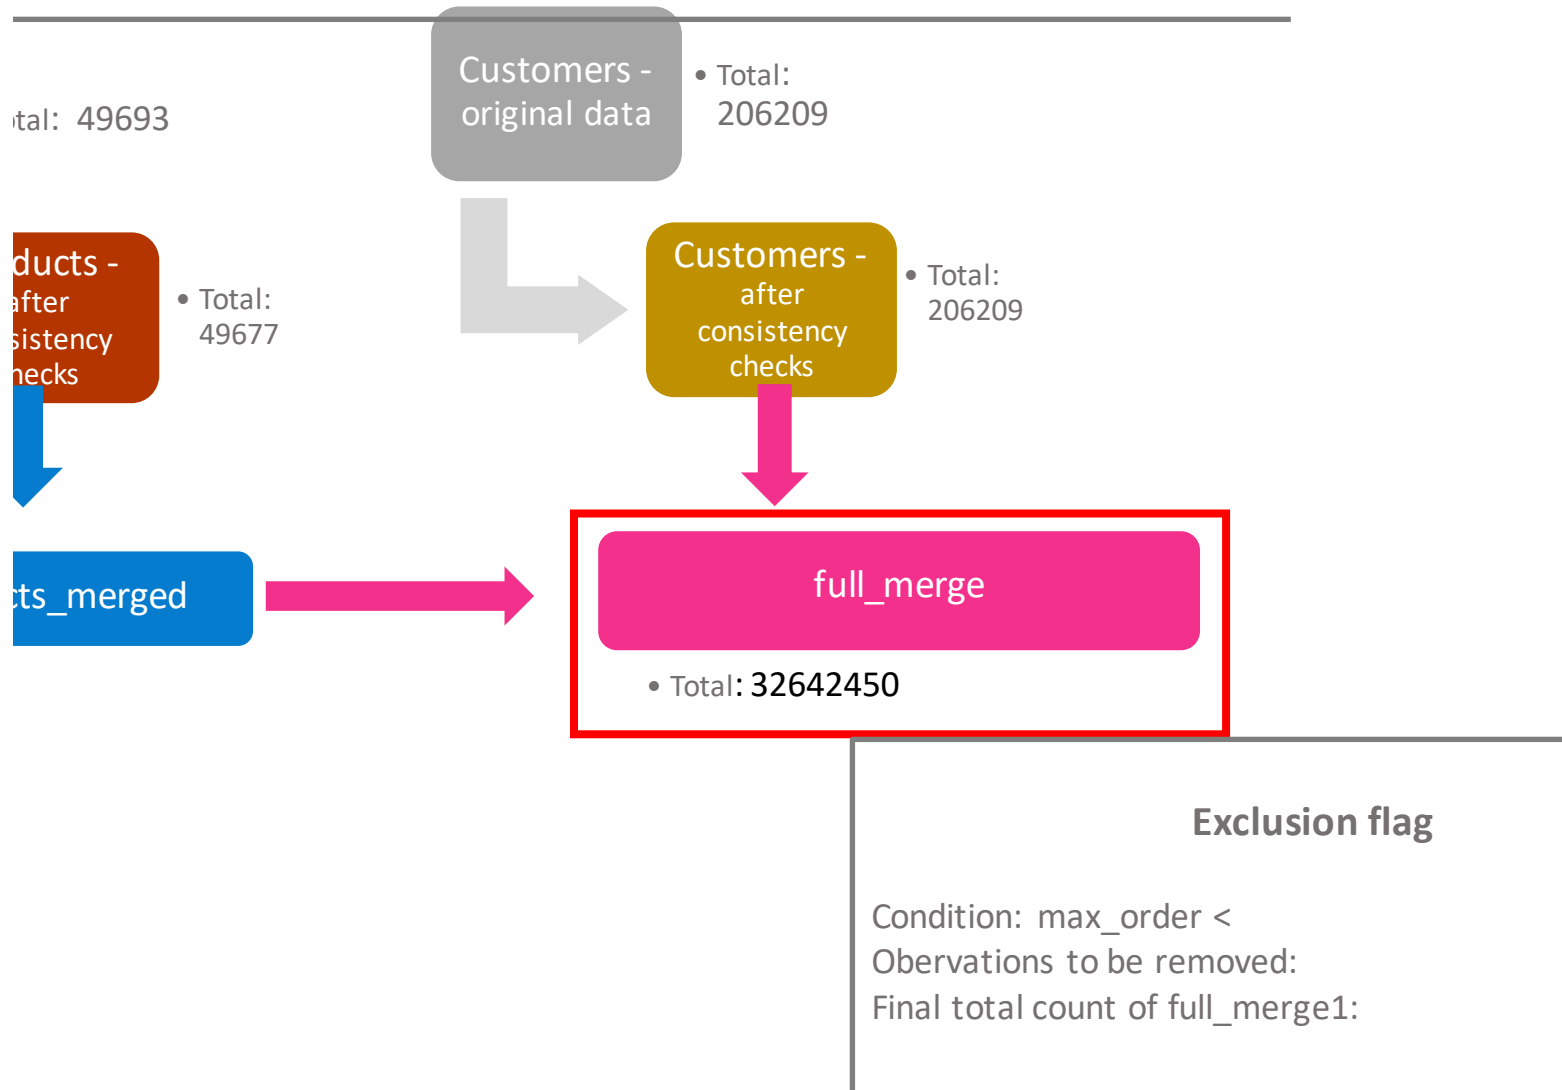 Customers -
original data
• Total:
206209
otal: 49693
ducts -
after
sistency
hecks
• Total:
49677
Customers -
after
consistency
checks
• Total:
206209
cts_merged
full_merge
• Total: 32642450
Exclusion flag
Condition: max_order <
Obervations to be removed:
Final total count of full_merge1: